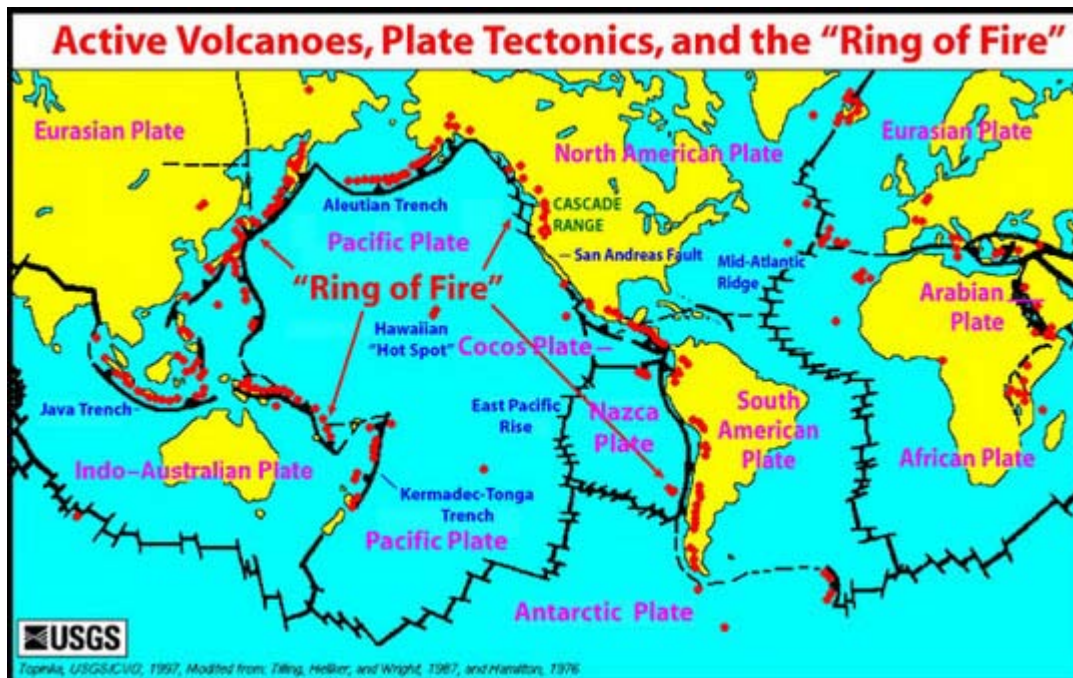 Active Volcanoes, Plate Tectonics, and the “Ring of Fire”
Eurasian Plate
North American Plate
Eurasian Plate
Aleutian Trench
CASCADE
RANGE
Pacific Plate
San Andreas Fault
Mid-Atlantic
Ridge
“Ring of Fire”
Arabian
Plate
Hawaiian
“Hot Spot”
Cocos Plate
Java Trench
East Pacific
Rise
Nazca
Plate
South
American
Plate
Indo-Australian Plate
African Plate
Kermadec-Tonga
Trench
Pacific Plate
Antarctic Plate
USGS
Topinka, USGS/CVO, 1997, Modified from: Tilling, Heliker, and Wright, 1987, and Hamilton, 1976